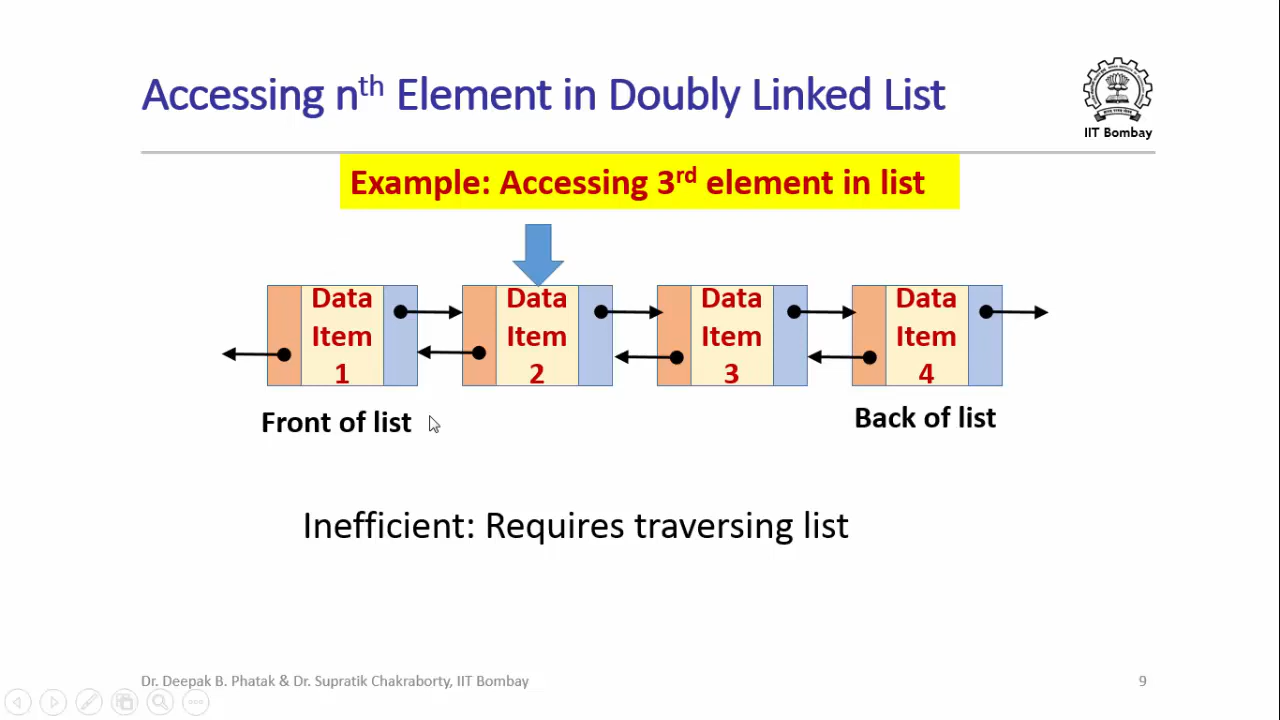 Accessing nth Element in Doubly Linked List
IIT Bombay
Example: Accessing 3rd element in list
Data
Item
1
Data
Item
2
Data
Item
3
Data
Item
4
Front of list
Back of list
Inefficient: Requires traversing list
Dr. Deepak B. Phatak & Dr. Supratik Chakraborty, IIT Bombay
9